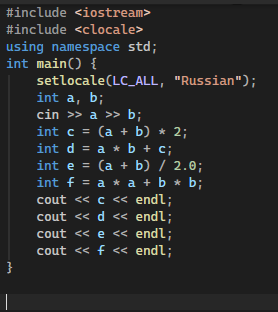 #include <iostream>
#include <clocale>
using namespace std;
int main() {
    setlocale(LC_ALL, "Russian");
    int a, b;
    cin >> a >> b;
    int c = (a + b) * 2;
    int d = a * b + c;
    int e = (a + b) / 2.0;
    int f = a * a + b * b;
    cout << c << endl;
    cout << d << endl;
    cout << e << endl;
    cout << f << endl;
}